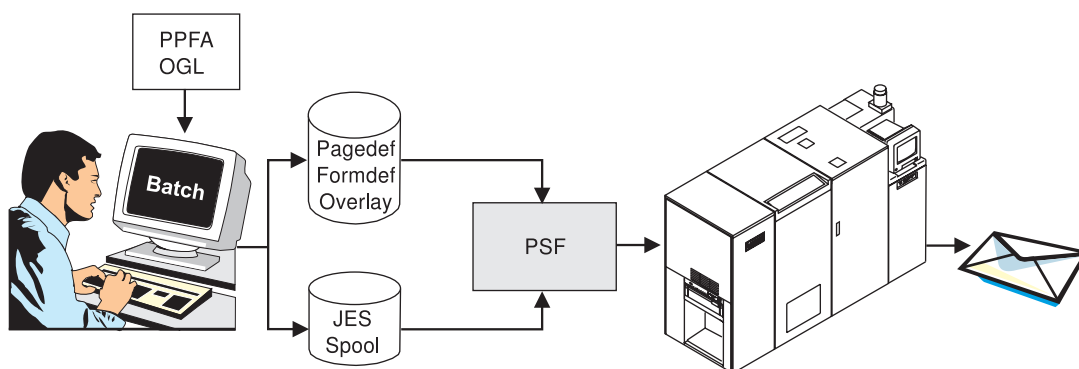 PPFA
OGL
Batch
Pagedef
Formdef
Overlay
PSF
JES
Spool